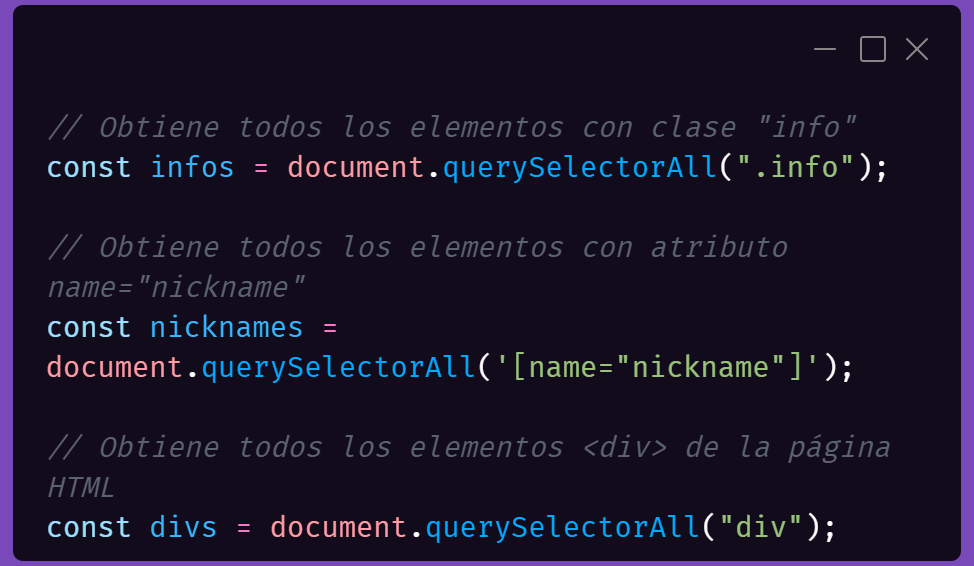 // Obtiene todos los elementos con clase "info"
const infos = document.querySelectorAll(".info");
// Obtiene todos los elementos con atributo
name="nickname"
const nicknames =
document.querySelectorAll('[name="nickname"]');
// Obtiene todos los elementos <div> de la página
HTML
const divs = document.querySelectorAll("div");